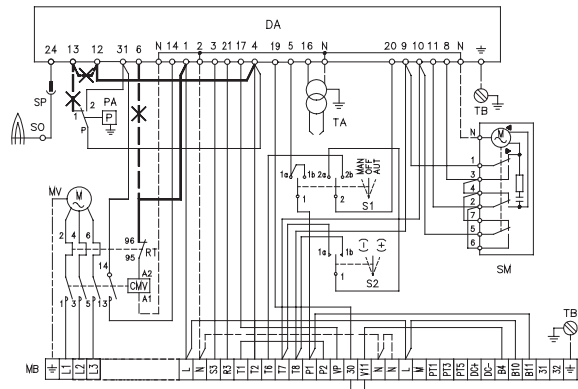 DA
24 13 12 31 6 N 14 1 2 3 21 17 4 19 5 16 N 20 9 10 11 8 N
SP
2 PA
1 P
P
SO
TA
TB
N M
MV
M
1a 1b 2a 2b MAN OFF AUT
1 2 S1
1
3
4
2
7
5
6
SM
2 4 6
96
95 RT
14
A2
CMV
A1
1 3 5 13
1a 1b (-) (+)
1 S2
TB
MB L1 L2 L3 L N S3 R3 T1 T2 T6 T7 T8 P1 P2 VP 30 Y11 N N L M PT1 PT3 PT5 DC+ DC- B4 B10 B11 31 32